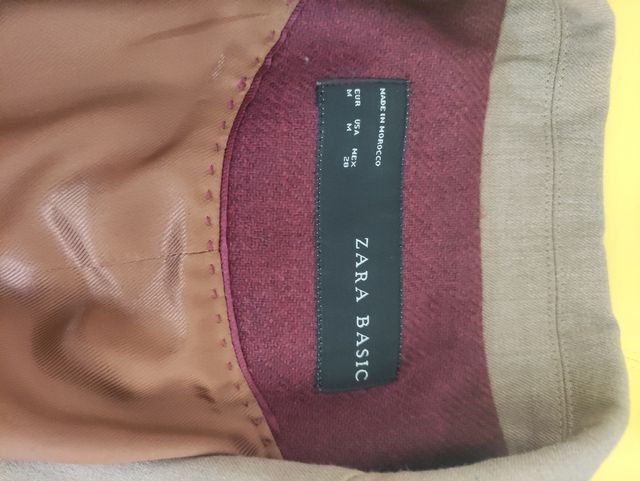 ZARA BASIC
MADE IN MOROCCO
EUR USA MEX
M M 28